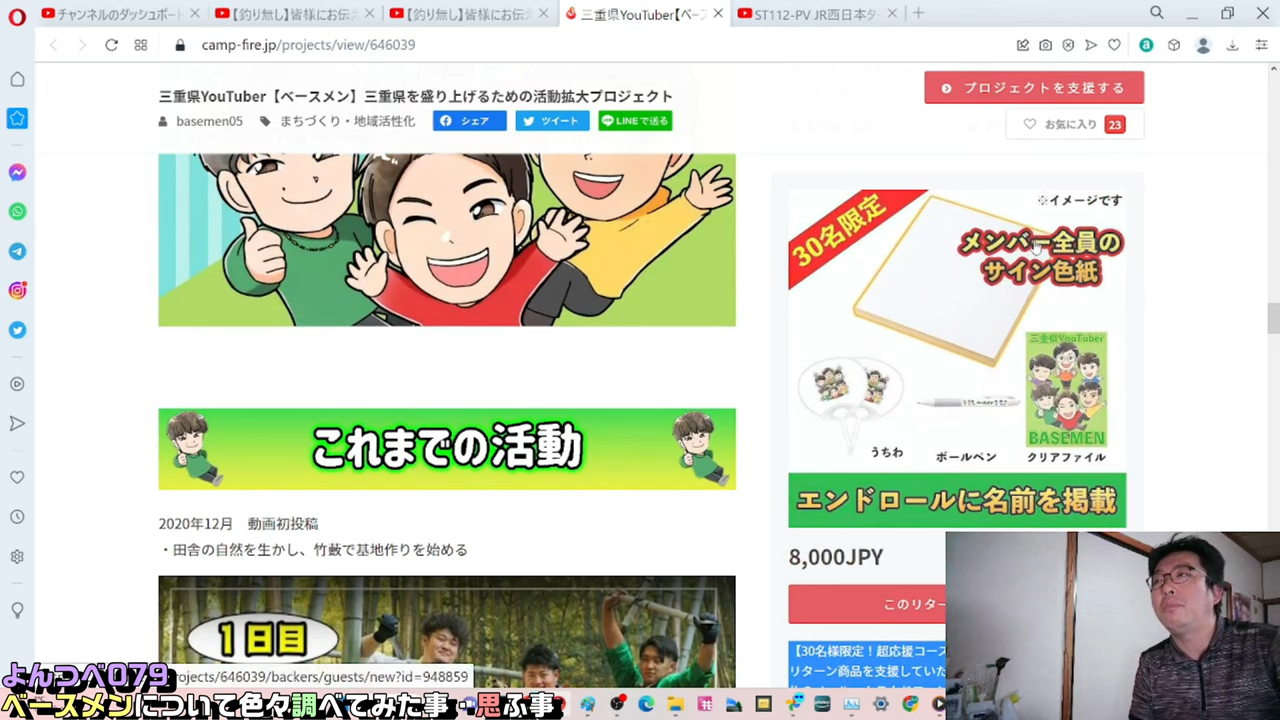 チャンネルのダッシュボード
【釣り無し】皆様にお伝え
【釣り無し】皆様にお伝え
三重県YouTuber【ベース
ST112-PV JR西日本タ
camp-fire.jp/projects/view/646039
三重県YouTuber【ベースメン】三重県を盛り上げるための活動拡大プロジェクト
basemen05 まちづくり・地域活性化 シェア ツイート LINEで送る
プロジェクトを支援する
お気に入り 23
30名限定
※イメージです
メンバー全員の
サイン色紙
三重県YouTuber
BASEMEN
うちわ ボールペン クリアファイル
エンドロールに名前を掲載
8,000JPY
このリター
【30名様限定！超応援コース
リターン商品を支援していた
これまでの活動
2020年12月　動画初投稿
・田舎の自然を生かし、竹藪で基地作りを始める
1日目
rojects/646039/backers/guests/new?id=948859
よんつべ079
ベースメンについて色々調べてみた事・思ふ事